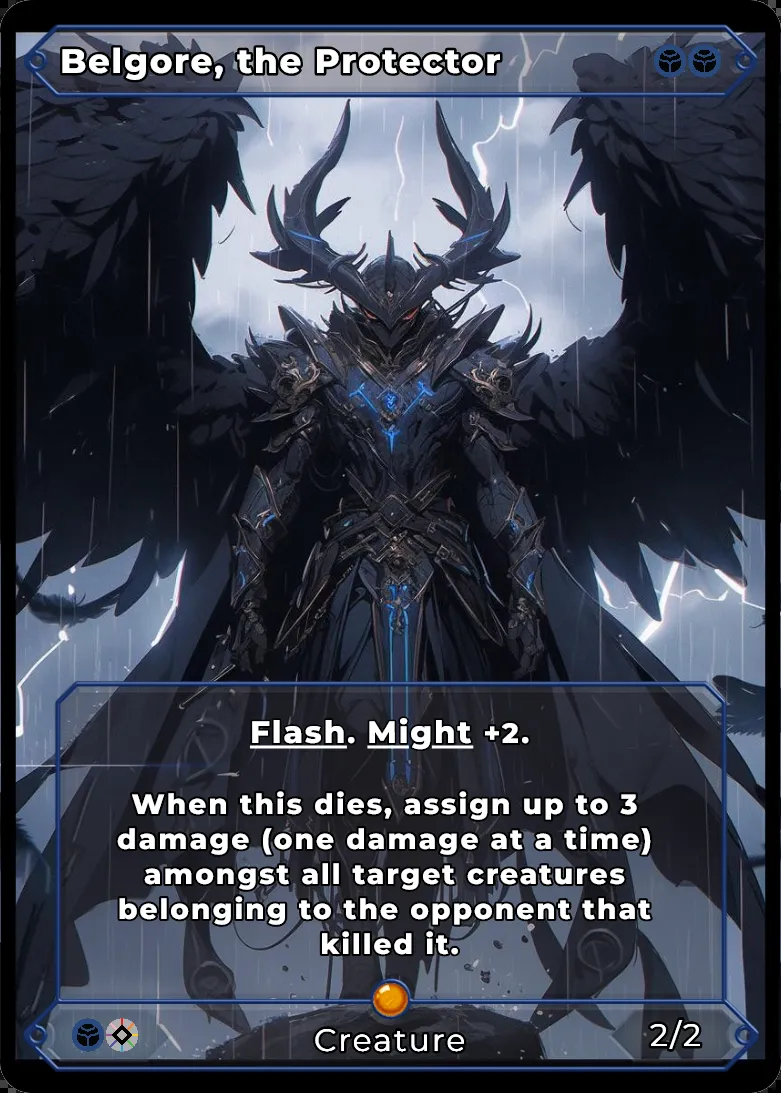 Belgore, the Protector
Flash. Might +2.
When this dies, assign up to 3
damage (one damage at a time)
amongst all target creatures
belonging to the opponent that
killed it.
Creature
2/2